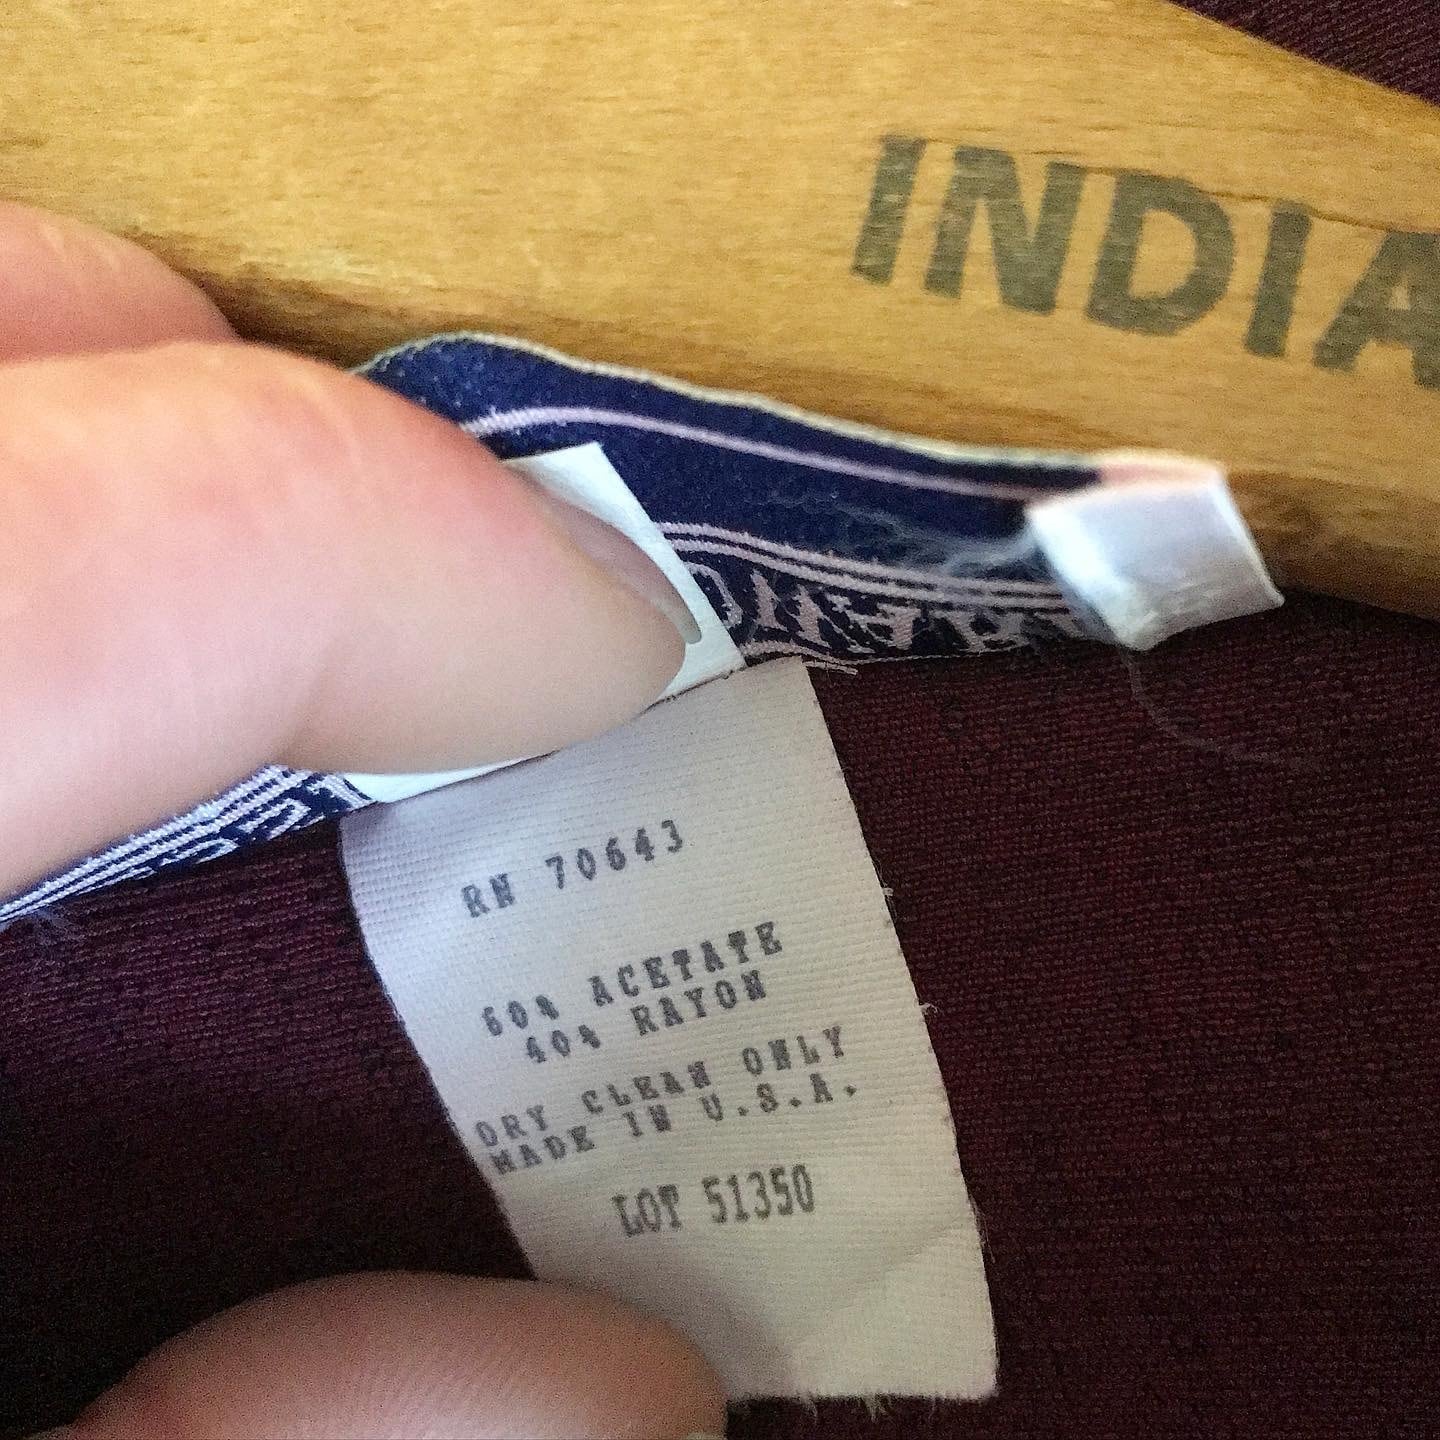 INDIA
RN 70643
60% ACETATE
40% RAYON
DRY CLEAN ONLY
MADE IN U.S.A.
LOT 51350